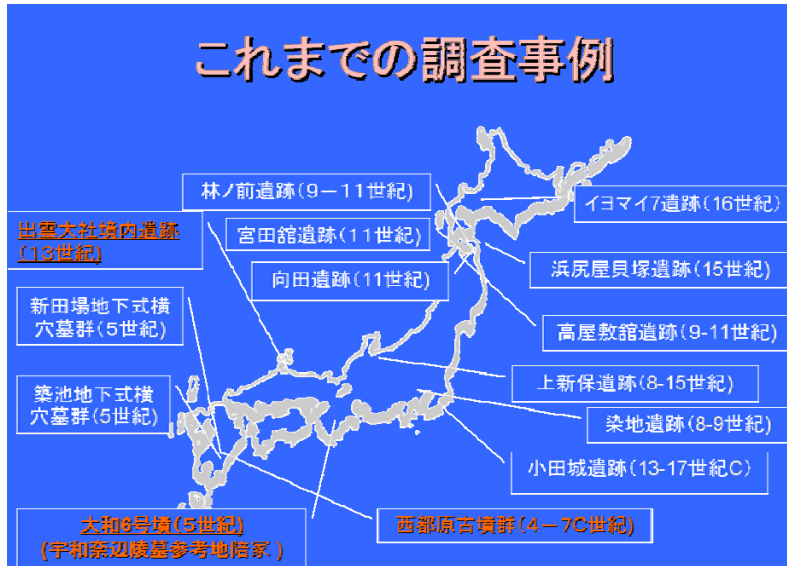 これまでの調査事例
林ノ前遺跡(9－11世紀)
イヨマイ7遺跡(16世紀)
出雲大社境内遺跡
(13世紀)
宮田舘遺跡(11世紀)
浜尻屋貝塚遺跡(15世紀)
向田遺跡(11世紀)
新田場地下式横
穴墓群(5世紀)
高屋敷舘遺跡(9-11世紀)
上新保遺跡(8-15世紀)
築池地下式横
穴墓群(5世紀)
染地遺跡(8-9世紀)
小田城遺跡(13-17世紀C)
大和6号墳(5世紀)
(宇和奈辺陵墓参考地陪冢)
西都原古墳群(4－7C世紀)